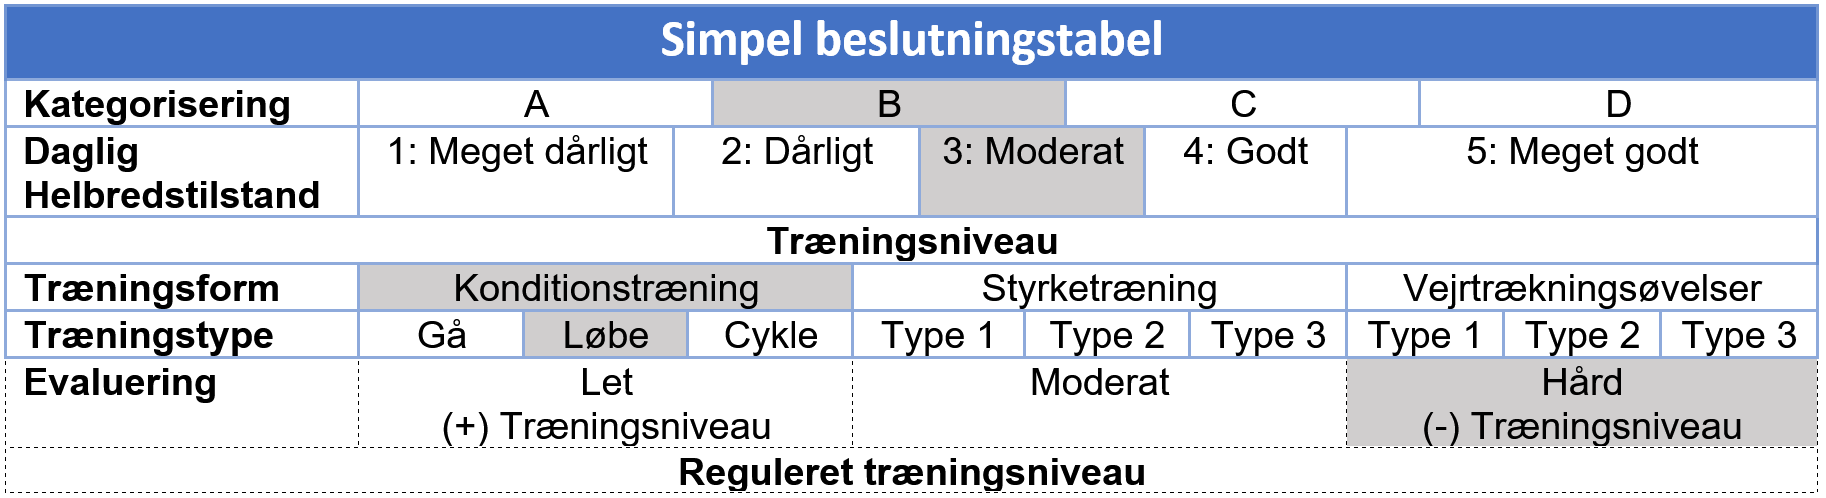 Simpel beslutningstabel
Kategorisering A B C D
Daglig 1: Meget dårligt 2: Dårligt 3: Moderat 4: Godt 5: Meget godt
Helbredstilstand
Træningsniveau
Træningsform Konditionstræning Styrketræning Vejrtrækningsøvelser
Træningstype Gå Løbe Cykle Type 1 Type 2 Type 3 Type 1 Type 2 Type 3
Evaluering Let Moderat Hård
(+) Træningsniveau (-) Træningsniveau
Reguleret træningsniveau